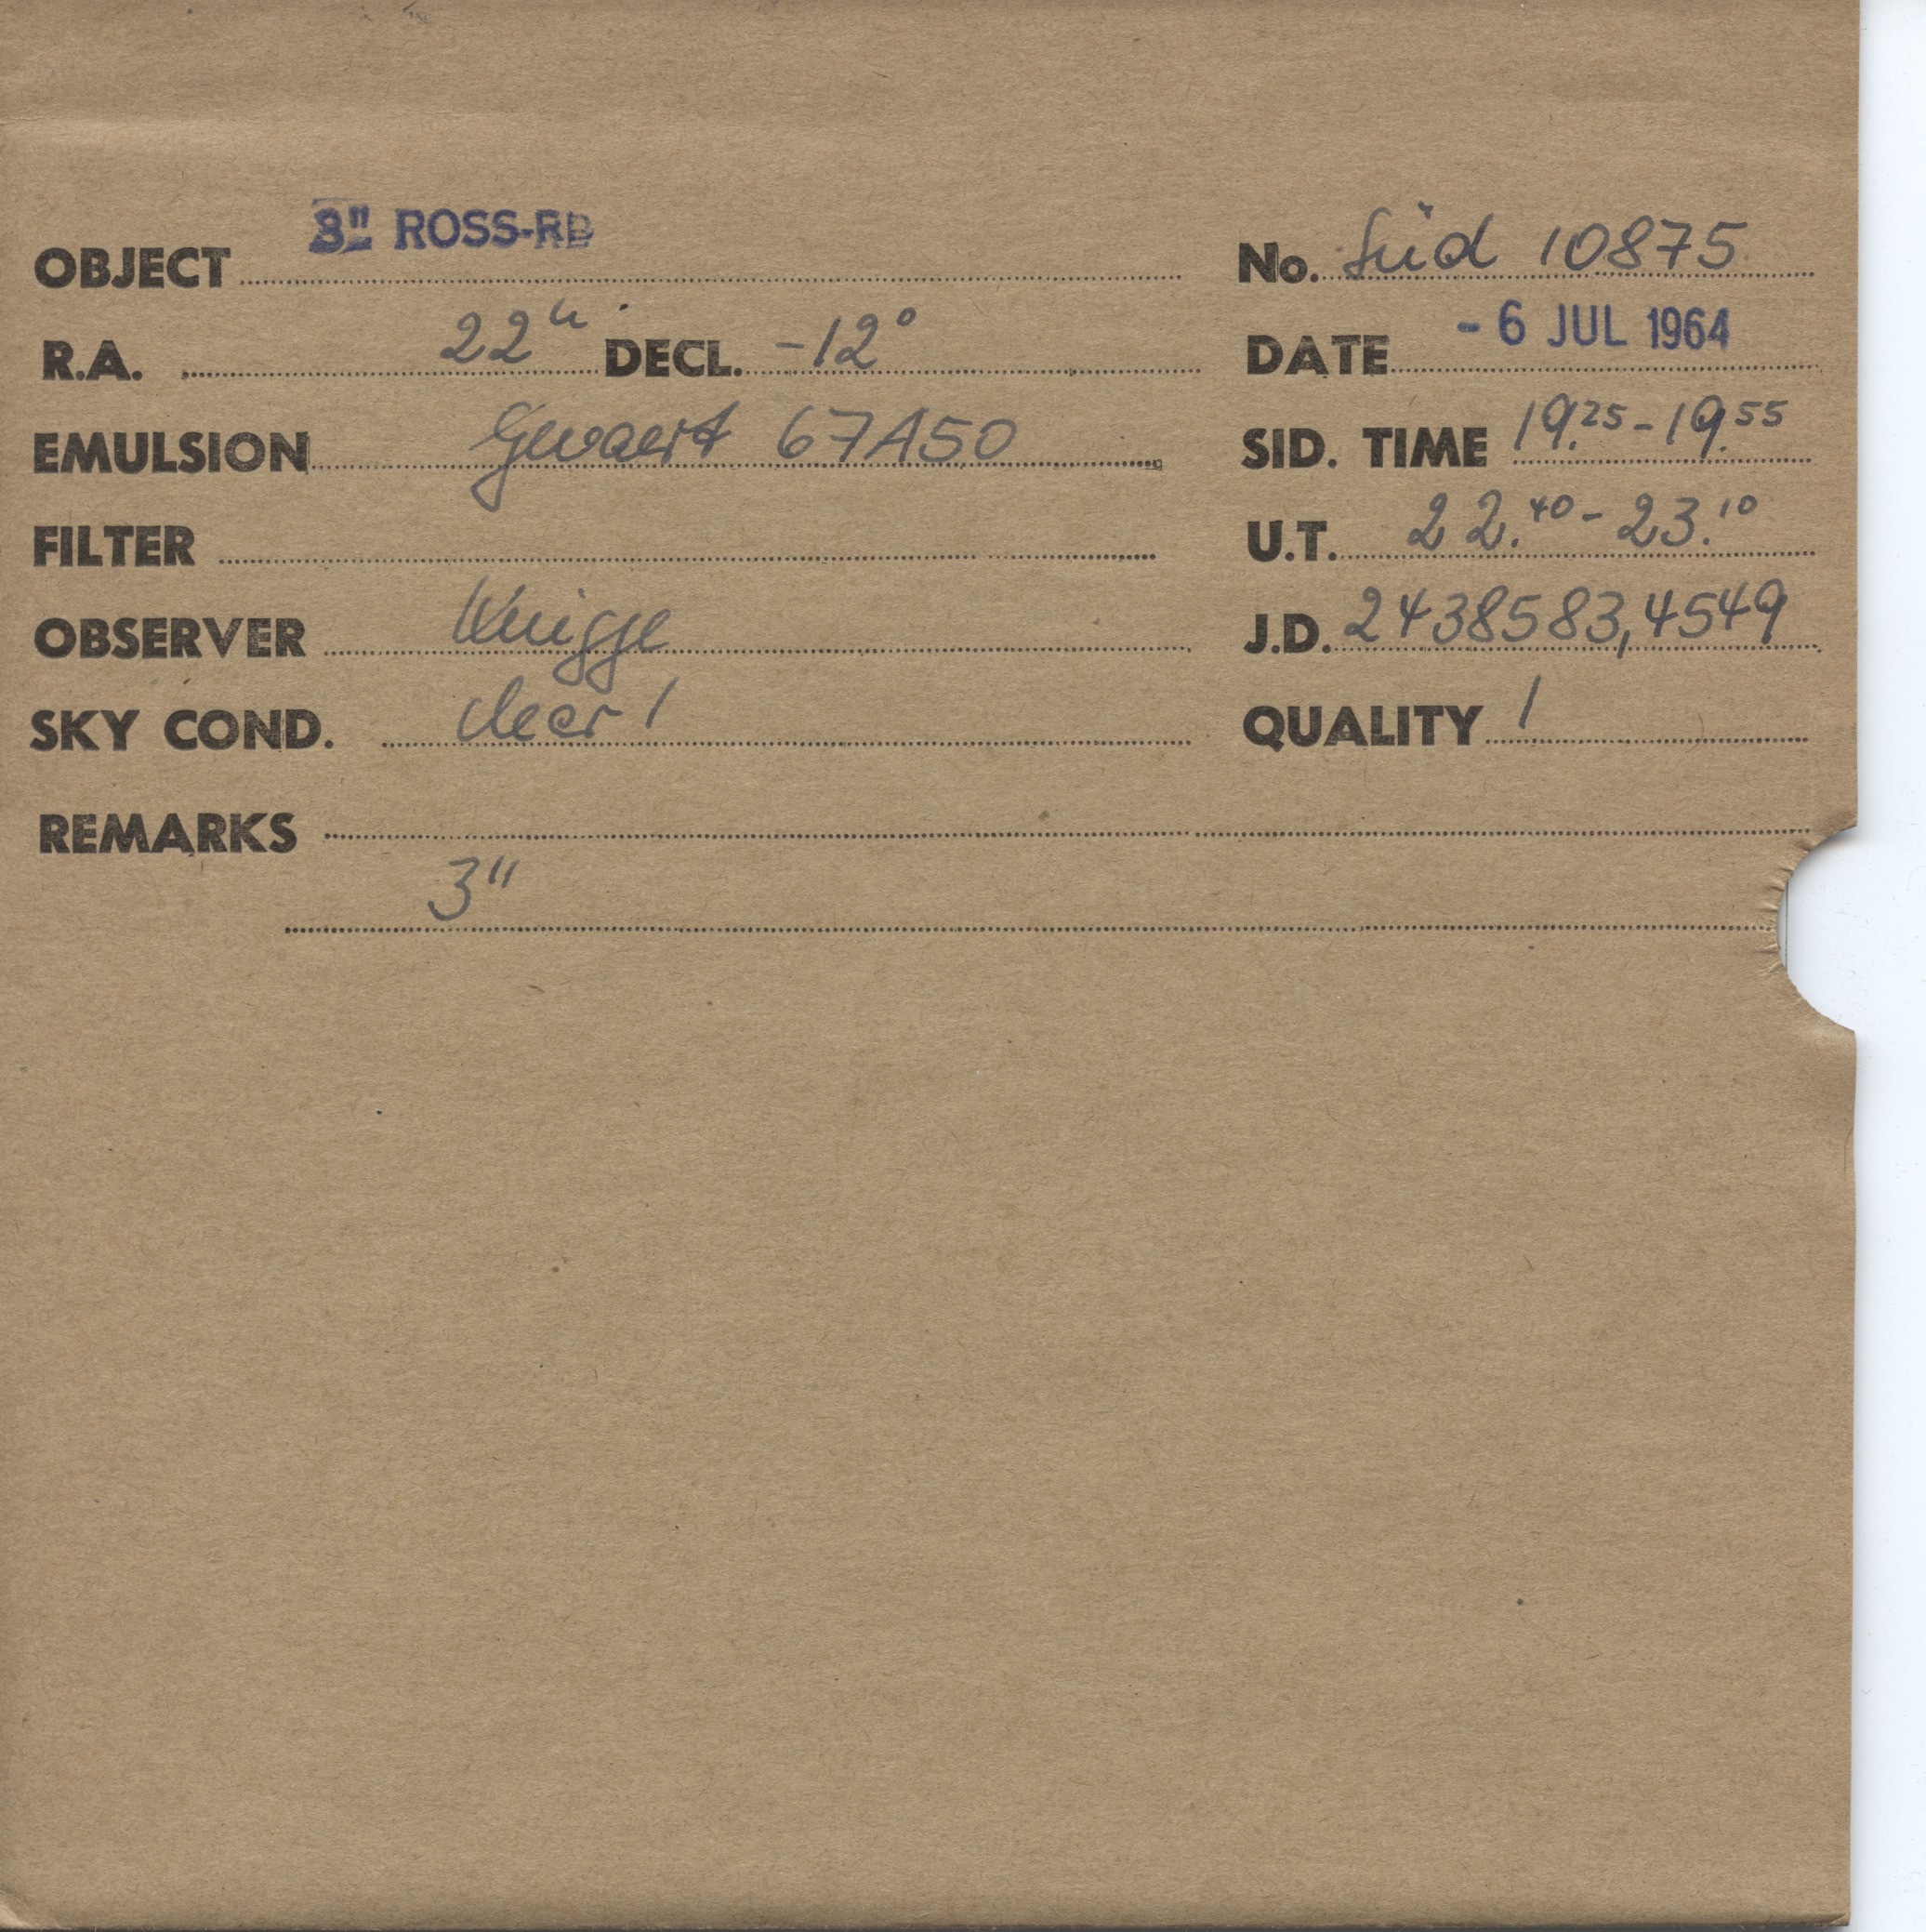 3" ROSS-RB
OBJECT
No. Süd 10875
R.A. 22h DECL. -12°
DATE - 6 JUL 1964
EMULSION Gevaert 67A50
SID. TIME 19.25 - 19.55
FILTER
U.T. 22.40 - 23.10
OBSERVER Knigge
J.D. 2438583,4549
SKY COND. clear 1
QUALITY 1
REMARKS
3"